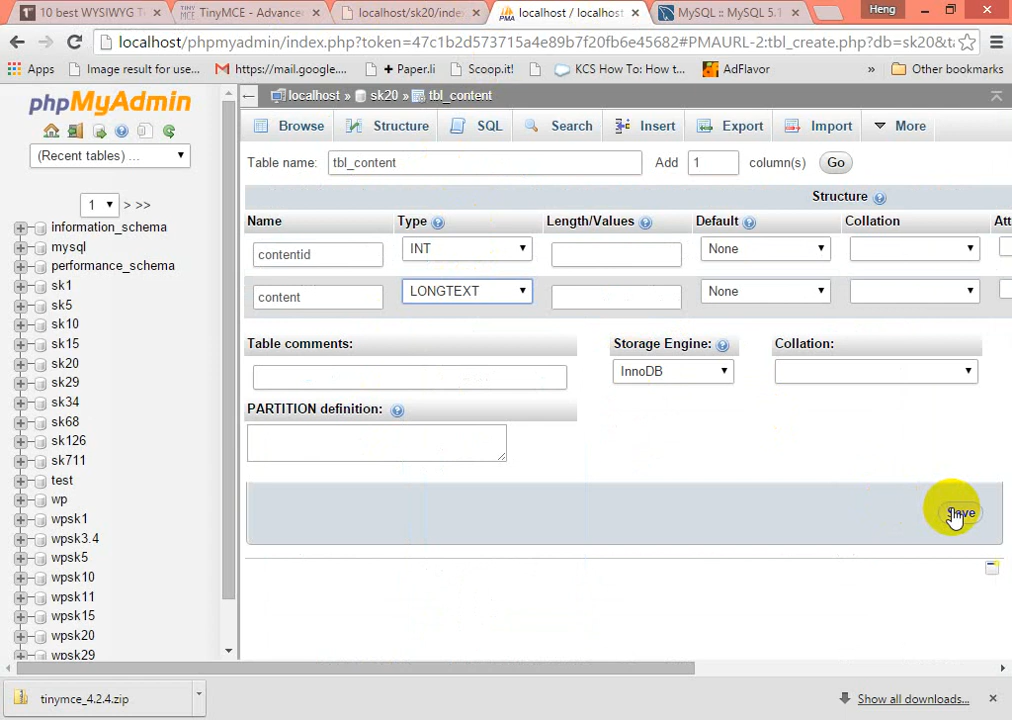 10 best WYSIWYG Te
TinyMCE - Advance
localhost/sk20/inde
localhost / localhost
MySQL :: MySQL 5.1
Heng
localhost/phpmyadmin/index.php?token=47c1b2d573715a4e89b7f20fb6e45682#PMAURL-2:tbl_create.php?db=sk20&ta
Apps
Image result for use...
https://mail.google....
+ Paper.li
Scoop.it!
KCS How To: How t...
AdFlavor
»
Other bookmarks
phpMyAdmin
(Recent tables) ...
1 > >>
information_schema
mysql
performance_schema
sk1
sk5
sk10
sk15
sk20
sk29
sk34
sk68
sk126
sk711
test
wp
wpsk1
wpsk3.4
wpsk5
wpsk10
wpsk11
wpsk15
wpsk20
wpsk29
localhost » sk20 » tbl_content
Browse Structure SQL Search Insert Export Import More
Table name: tbl_content Add 1 column(s) Go
Structure
Name Type Length/Values Default Collation Att
contentid INT None
content LONGTEXT None
Table comments: Storage Engine: Collation:
InnoDB
PARTITION definition:
Save
tinymce_4.2.4.zip
Show all downloads...